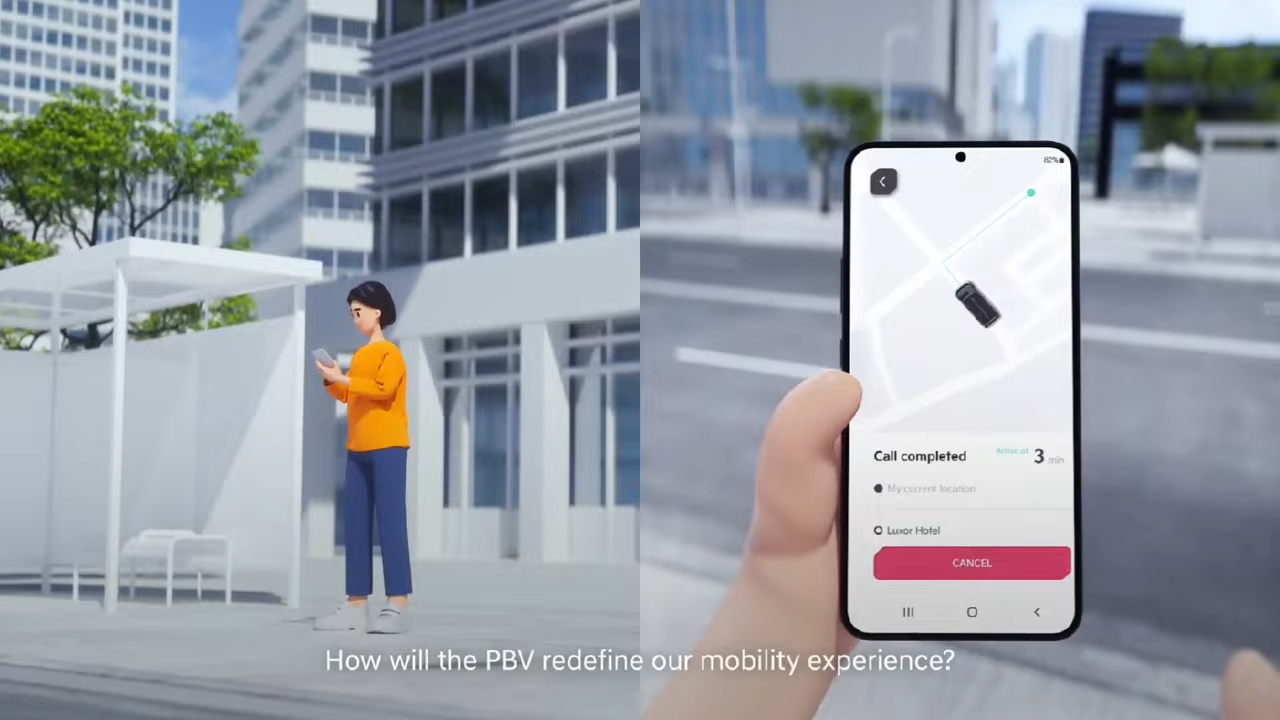 82%
Call completed
Arrive at 3 min
My current location
Luxor Hotel
CANCEL
How will the PBV redefine our mobility experience?